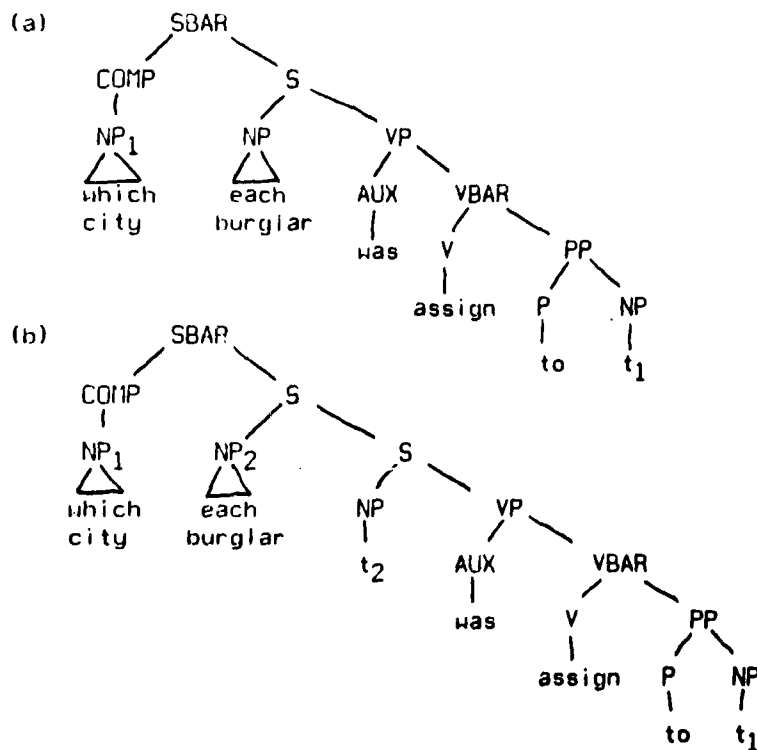 (a) SBAR
COMP S
NP1 NP VP
which each AUX VBAR
city burglar was V PP
assign P NP
to t1
(b) SBAR
COMP S
NP1 NP2 S
which each NP VP
city burglar t2 AUX VBAR
was V PP
assign P NP
to t1